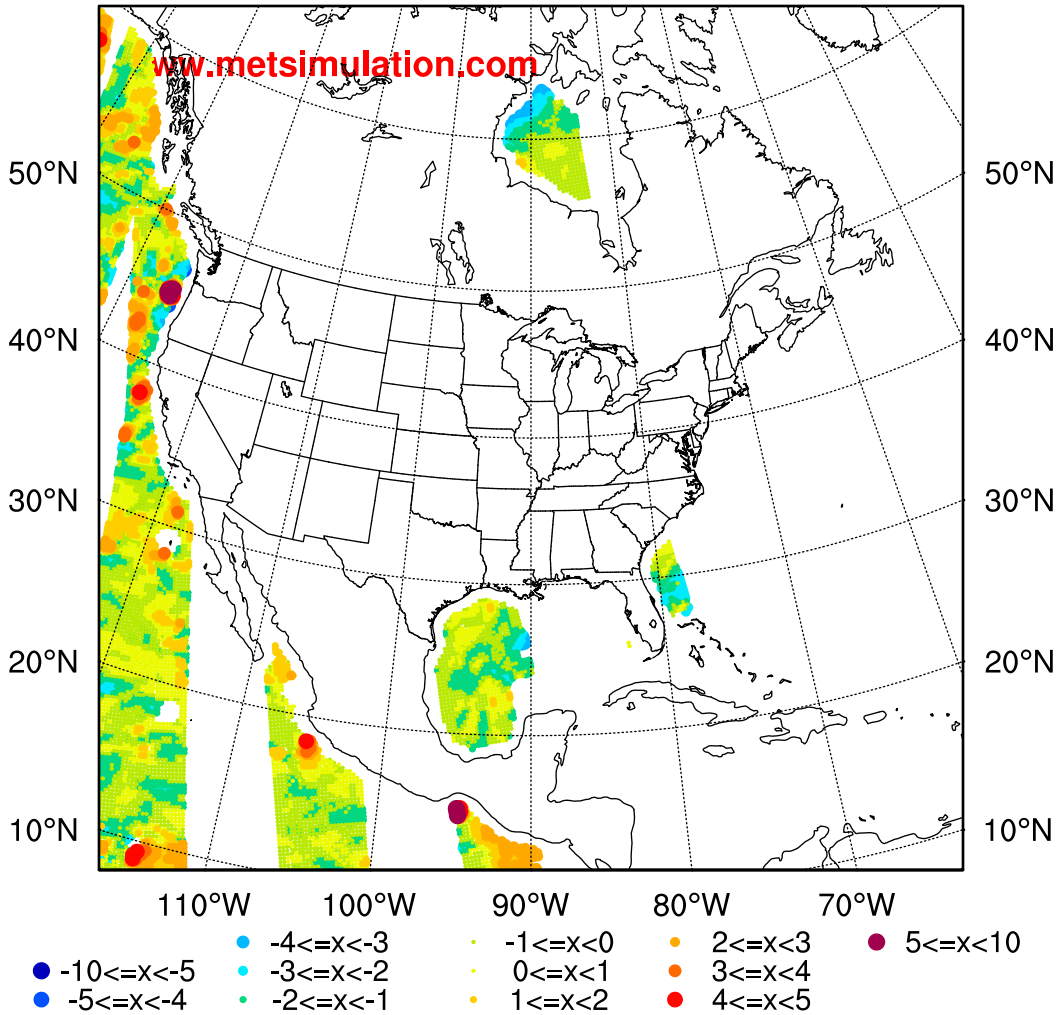 ww.metsimulation.com
50°N 50°N
40°N 40°N
30°N 30°N
20°N 20°N
10°N 10°N
110°W 100°W 90°W 80°W 70°W
-4<=x<-3 -1<=x<0 2<=x<3 5<=x<10
-10<=x<-5 -3<=x<-2 0<=x<1 3<=x<4
-5<=x<-4 -2<=x<-1 1<=x<2 4<=x<5